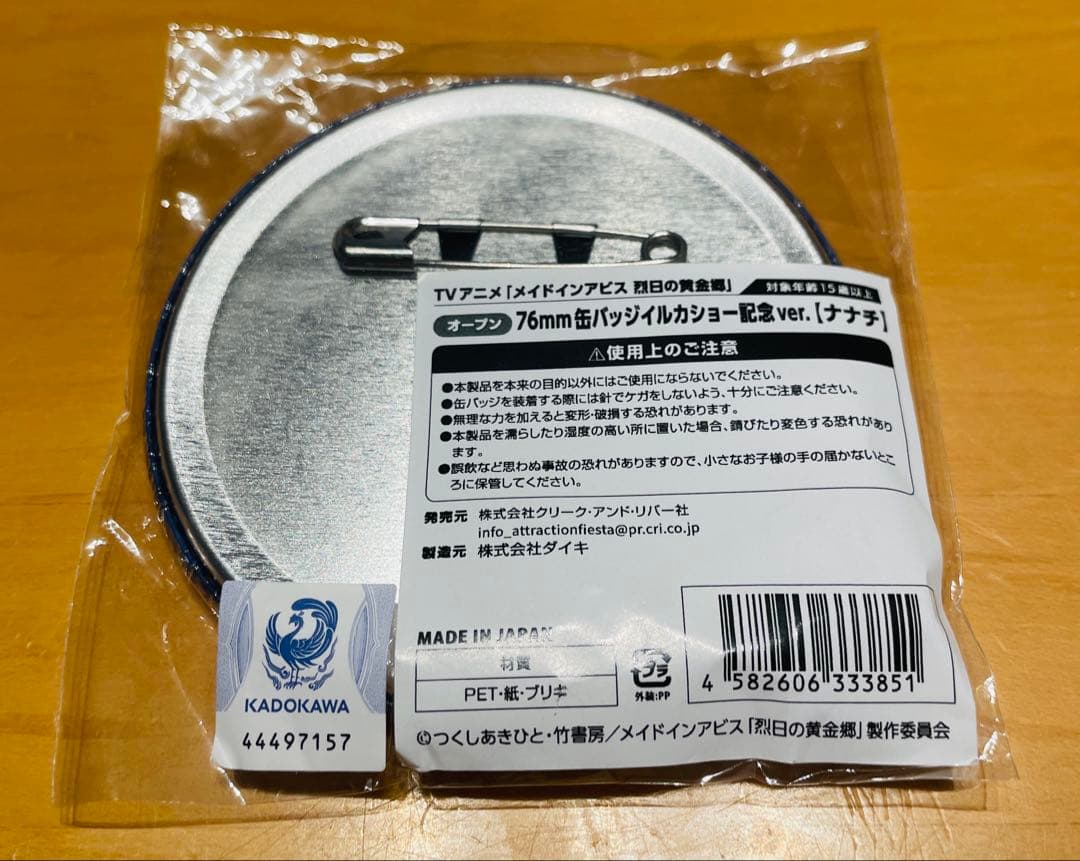 TVアニメ「メイドインアビス 烈日の黄金郷」
対象年齢15歳以上
オープン 76mm缶バッジイルカショー記念ver.【ナナチ】
⚠使用上のご注意
●本製品を本来の目的以外にはご使用にならないでください。
●缶バッジを装着する際には針でケガをしないよう、十分にご注意ください。
●無理な力を加えると変形・破損する恐れがあります。
●本製品を濡らしたり湿度の高い所に置いた場合、錆びたり変色する恐れがあり
ます。
●誤飲など思わぬ事故の恐れがありますので、小さなお子様の手の届かないとこ
ろに保管してください。
発売元 株式会社クリーク・アンド・リバー社
info_attractionfiesta@pr.cri.co.jp
製造元 株式会社ダイキ
MADE IN JAPAN
材質
PET・紙・ブリキ
プラ
外装:PP
4 582606 333851
©つくしあきひと・竹書房／メイドインアビス「烈日の黄金郷」製作委員会
KADOKAWA
44497157